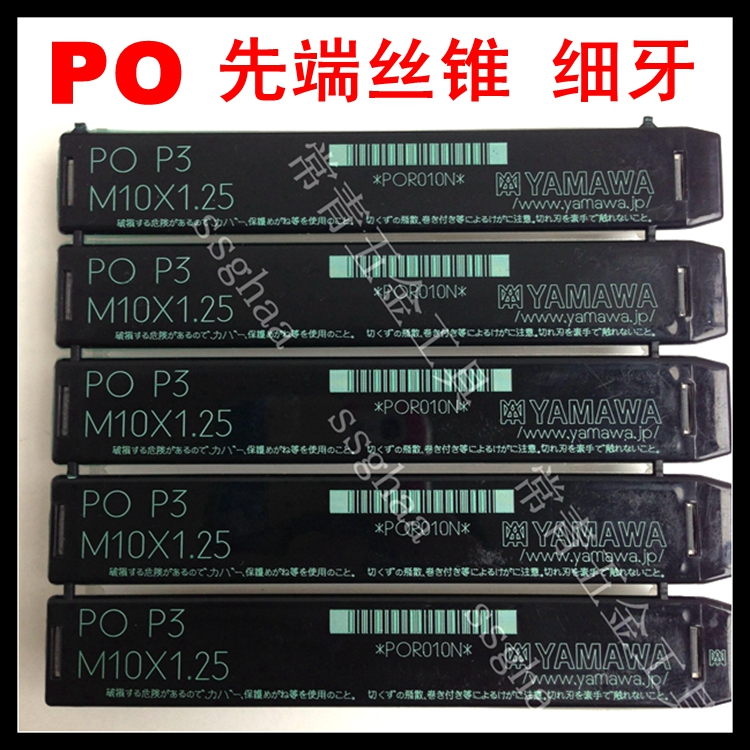 PO 先端丝锥 细牙
PO P3
*POR010N*
M10X1.25
YAMAWA
/www.yamawa.jp/
破損する危険があるので、カバー、保護めがね等を使用のこと。 切くずの飛散、巻き付き等によるけがに注意。切れ刃を素手で触れないこと。
PO P3
*POR010N*
M10X1.25
YAMAWA
/www.yamawa.jp/
破損する危険があるので、カバー、保護めがね等を使用のこと。 切くずの飛散、巻き付き等によるけがに注意。切れ刃を素手で触れないこと。
PO P3
*POR010N*
M10X1.25
YAMAWA
/www.yamawa.jp/
破損する危険があるので、カバー、保護めがね等を使用のこと。 切くずの飛散、巻き付き等によるけがに注意。切れ刃を素手で触れないこと。
PO P3
*POR010N*
M10X1.25
YAMAWA
/www.yamawa.jp/
破損する危険があるので、カバー、保護めがね等を使用のこと。 切くずの飛散、巻き付き等によるけがに注意。切れ刃を素手で触れないこと。
PO P3
*POR010N*
M10X1.25
YAMAWA
/www.yamawa.jp/
破損する危険があるので、カバー、保護めがね等を使用のこと。 切くずの飛散、巻き付き等によるけがに注意。切れ刃を素手で触れないこと。
常青五金工具
ssghaa
ssghaa
常青五金工具
ssghaa